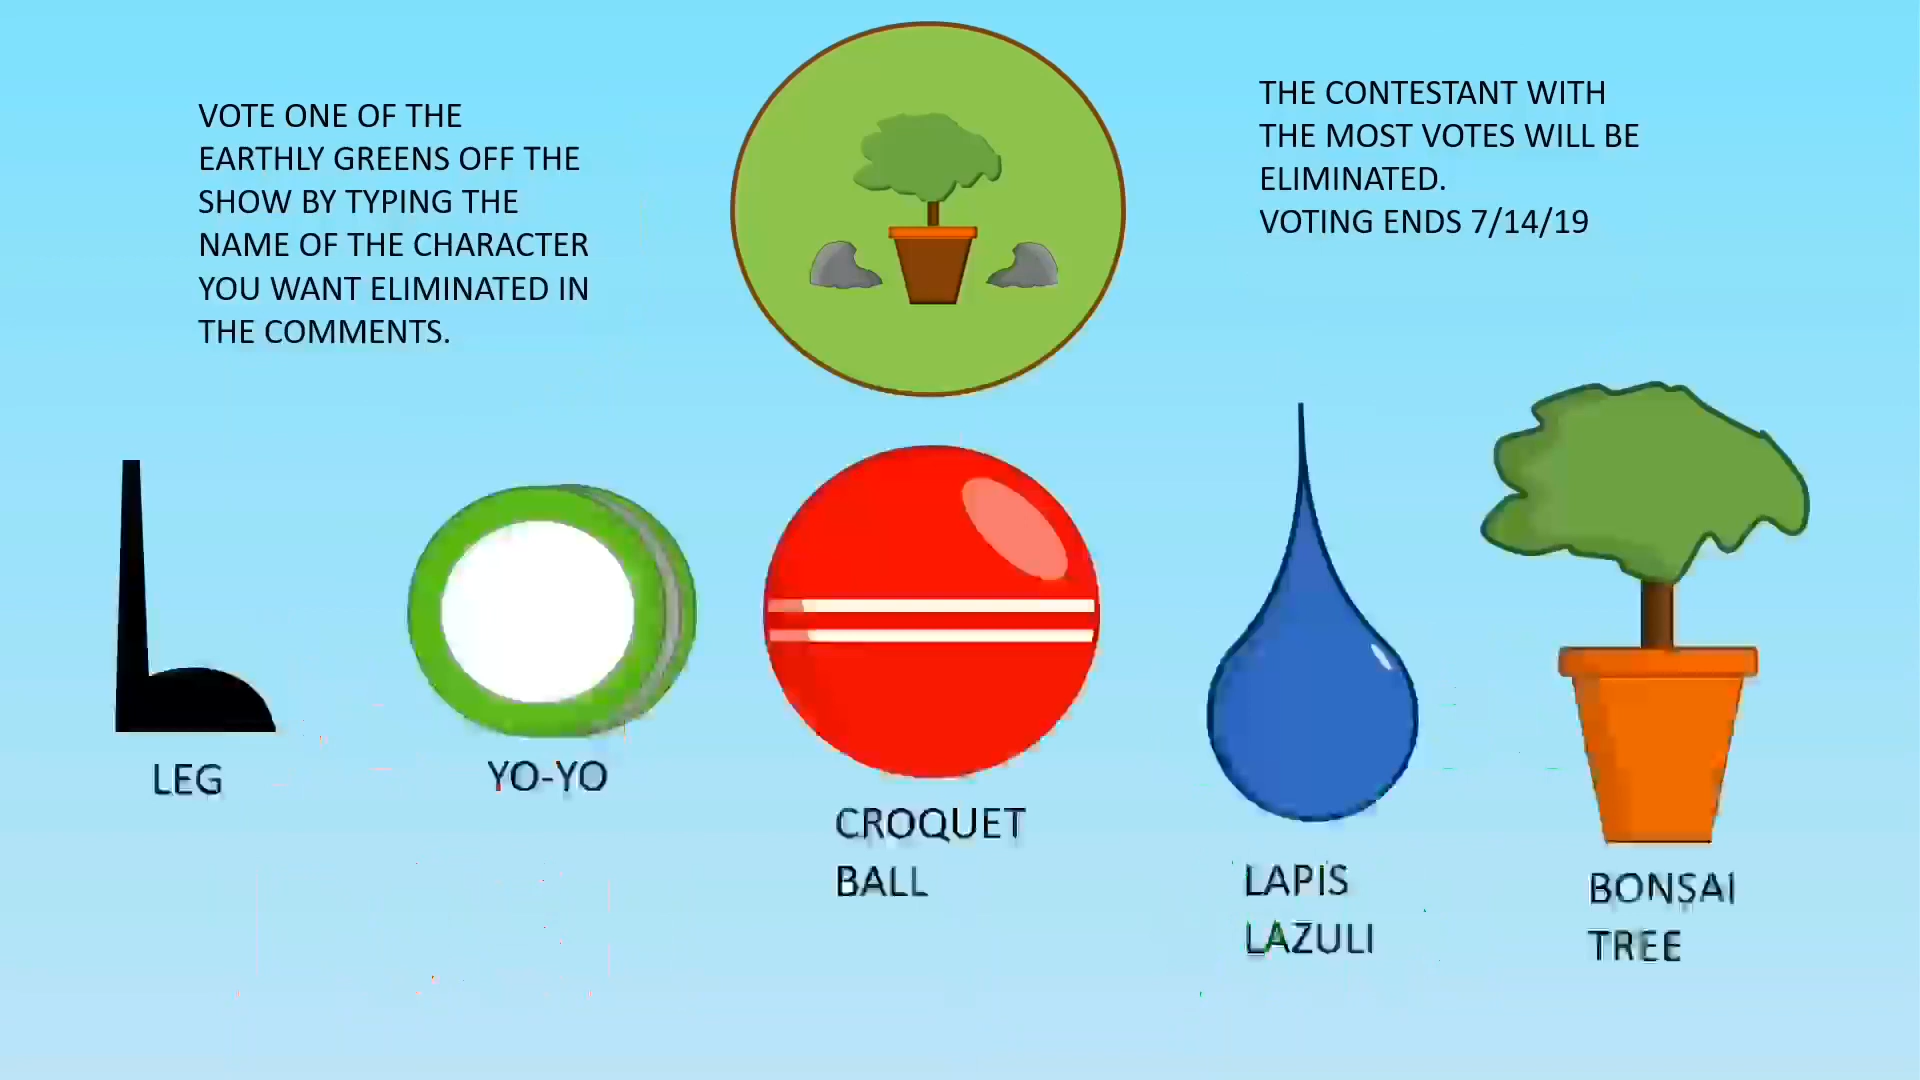 VOTE ONE OF THE
EARTHLY GREENS OFF THE
SHOW BY TYPING THE
NAME OF THE CHARACTER
YOU WANT ELIMINATED IN
THE COMMENTS.
THE CONTESTANT WITH
THE MOST VOTES WILL BE
ELIMINATED.
VOTING ENDS 7/14/19
LEG
YO-YO
CROQUET
BALL
LAPIS
LAZULI
BONSAI
TREE